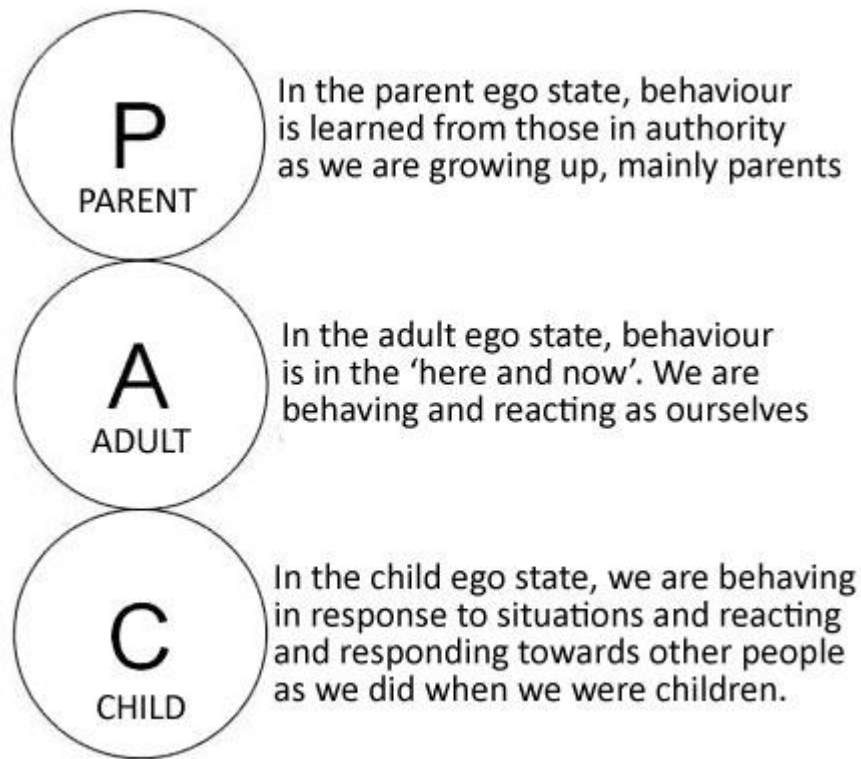 P
PARENT
In the parent ego state, behaviour
is learned from those in authority
as we are growing up, mainly parents
A
ADULT
In the adult ego state, behaviour
is in the ‘here and now’. We are
behaving and reacting as ourselves
C
CHILD
In the child ego state, we are behaving
in response to situations and reacting
and responding towards other people
as we did when we were children.